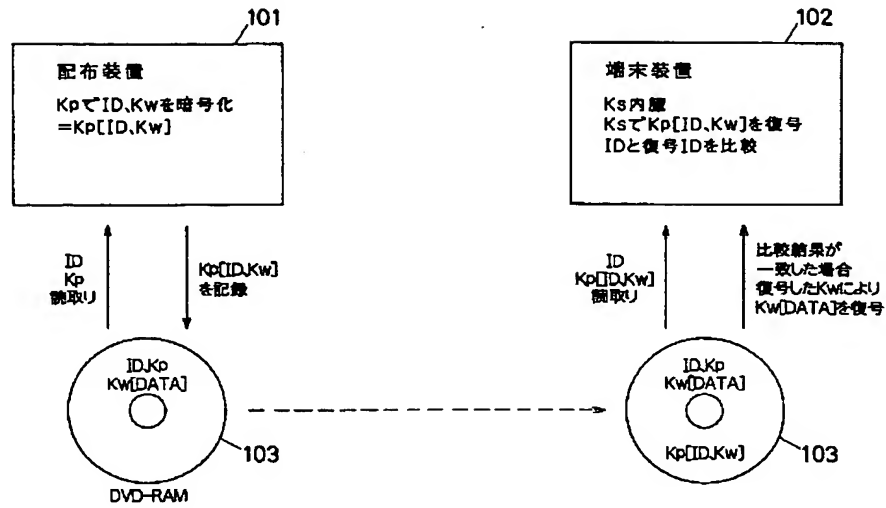 101
配布装置
KpでID、Kwを暗号化
=Kp[ID、Kw]
ID
Kp
読取り
Kp[ID、Kw]
を記録
ID、Kp
Kw[DATA]
103
DVD-RAM
102
端末装置
Ks内臓
KsでKp[ID、Kw]を復号
IDと復号IDを比較
ID
Kp[ID、Kw]
読取り
比較結果が
一致した場合
復号したKwにより
Kw[DATA]を復号
ID、Kp
Kw[DATA]
Kp[ID、Kw]
103